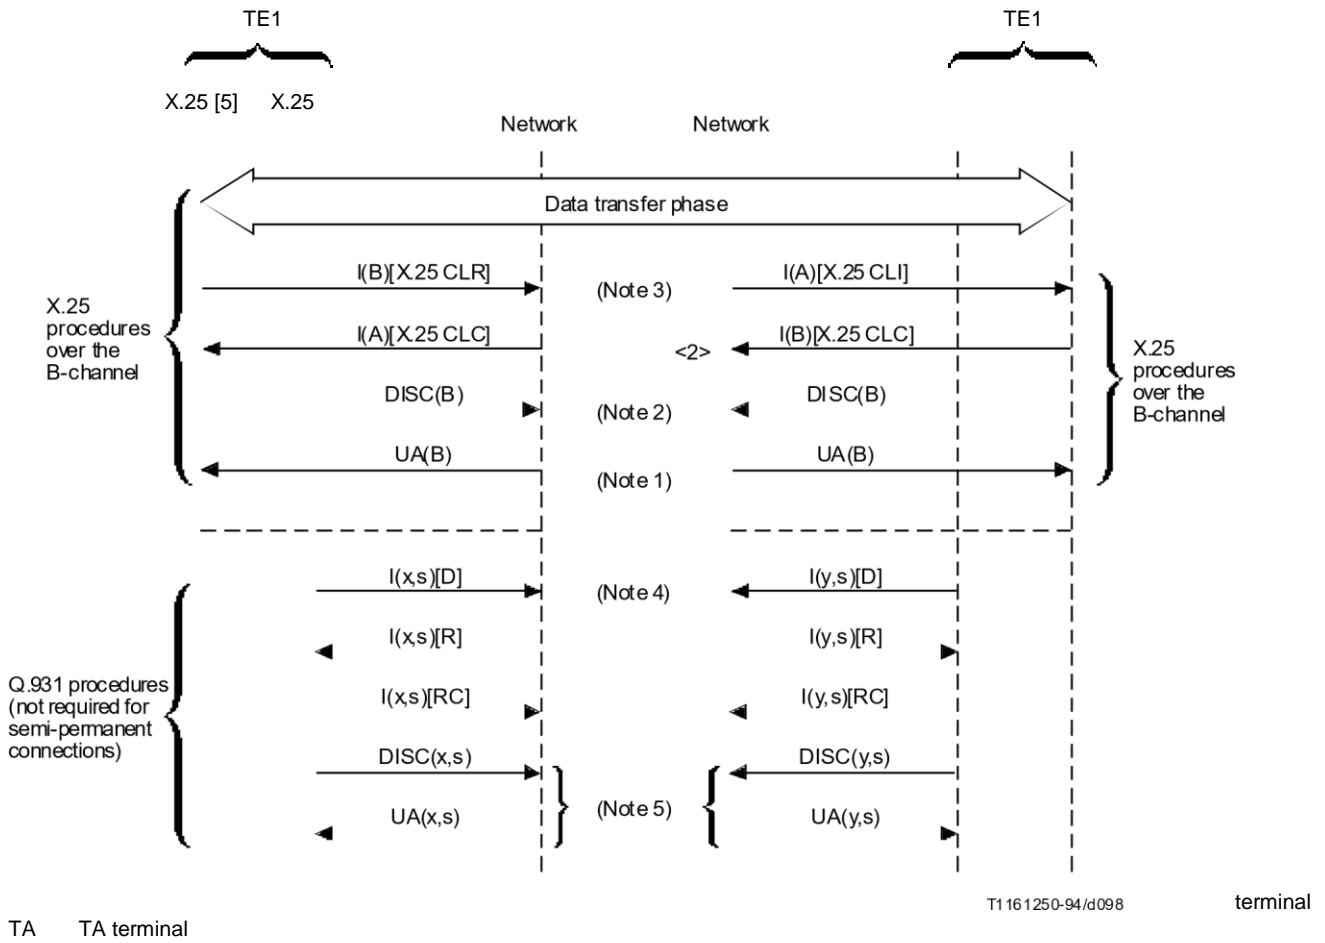 TE1
TE1
X.25 [5]
X.25
Network
Network
Data transfer phase
I(B)[X.25 CLR]
(Note 3)
I(A)[X.25 CLI]
X.25
procedures
over the
B-channel
I(A)[X.25 CLC]
<2>
I(B)[X.25 CLC]
X.25
procedures
over the
B-channel
DISC(B)
(Note 2)
DISC(B)
UA(B)
(Note 1)
UA(B)
I(x,s)[D]
(Note 4)
I(y,s)[D]
I(x,s)[R]
I(y,s)[R]
Q.931 procedures
(not required for
semi-permanent
connections)
I(x,s)[RC]
I(y,s)[RC]
DISC(x,s)
DISC(y,s)
(Note 5)
UA(x,s)
UA(y,s)
T1161250-94/d098
terminal
TA TA terminal